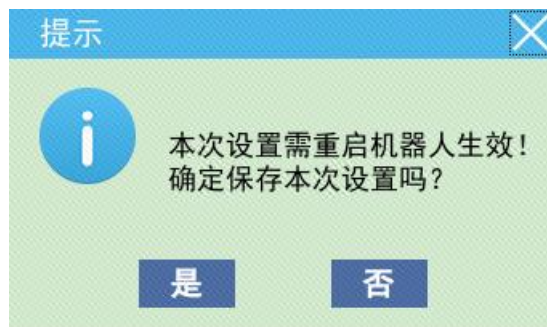 提示
本次设置需重启机器人生效！
确定保存本次设置吗？
是
否